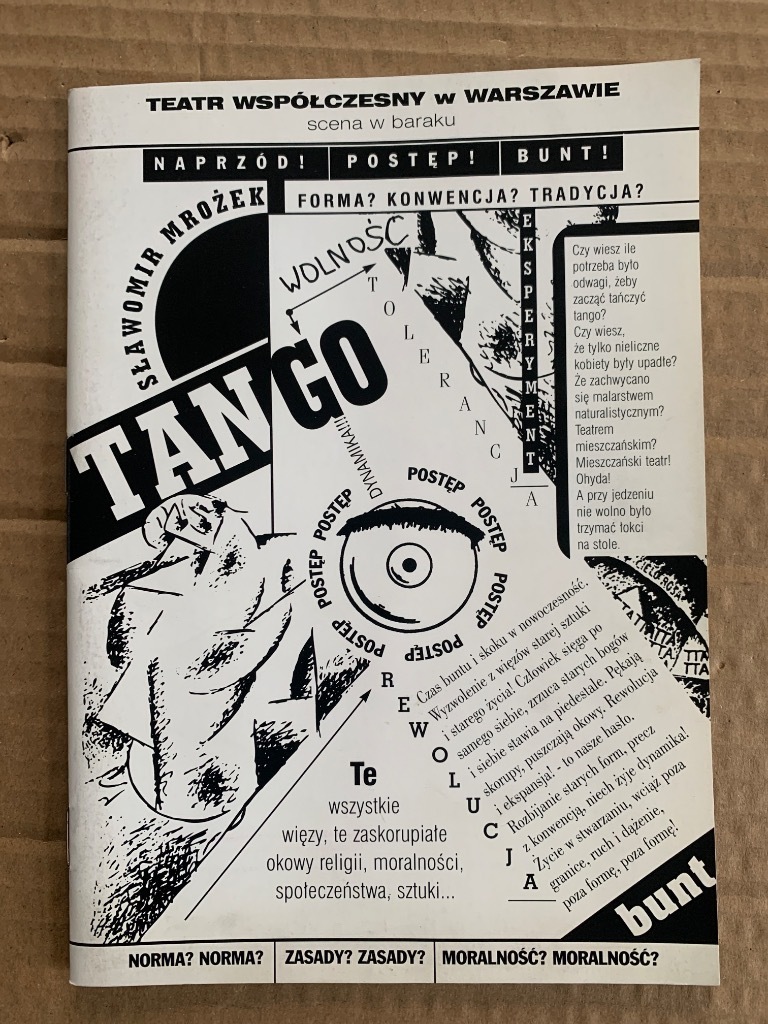 TEATR WSPÓŁCZESNY w WARSZAWIE
scena w baraku
NAPRZÓD! POSTĘP! BUNT!
FORMA? KONWENCJA? TRADYCJA?
SŁAWOMIR MROŻEK
WOLNOŚĆ
TOLERANCJA
EKSPERYMENT
TANGO
DYNAMIKA!!!
Czy wiesz ile
potrzeba było
odwagi, żeby
zacząć tańczyć
tango?
Czy wiesz,
że tylko nieliczne
kobiety były upadłe?
Że zachwycano
się malarstwem
naturalistycznym?
Teatrem
mieszczańskim?
Mieszczański teatr!
Ohyda!
A przy jedzeniu
nie wolno było
trzymać łokci
na stole.
POSTĘP POSTĘP POSTĘP POSTĘP POSTĘP POSTĘP POSTĘP POSTĘP
REWOLUCJA
Czas buntu i skoku w nowoczesność.
Wyzwolenie z więzów starej sztuki
i starego życia! Człowiek sięga po
samego siebie, zrzuca starych bogów
i siebie stawia na piedestale. Pękają
skorupy, puszczają okowy. Rewolucja
i ekspansja! - to nasze hasło.
Rozbijanie starych form, precz
z konwencją, niech żyje dynamika!
Życie w stwarzaniu, wciąż poza
granice, ruch i dążenie,
poza formę, poza formę!
Te
wszystkie
więzy, te zaskorupiałe
okowy religii, moralności,
społeczeństwa, sztuki...
bunt
NORMA? NORMA? ZASADY? ZASADY? MORALNOŚĆ? MORALNOŚĆ?